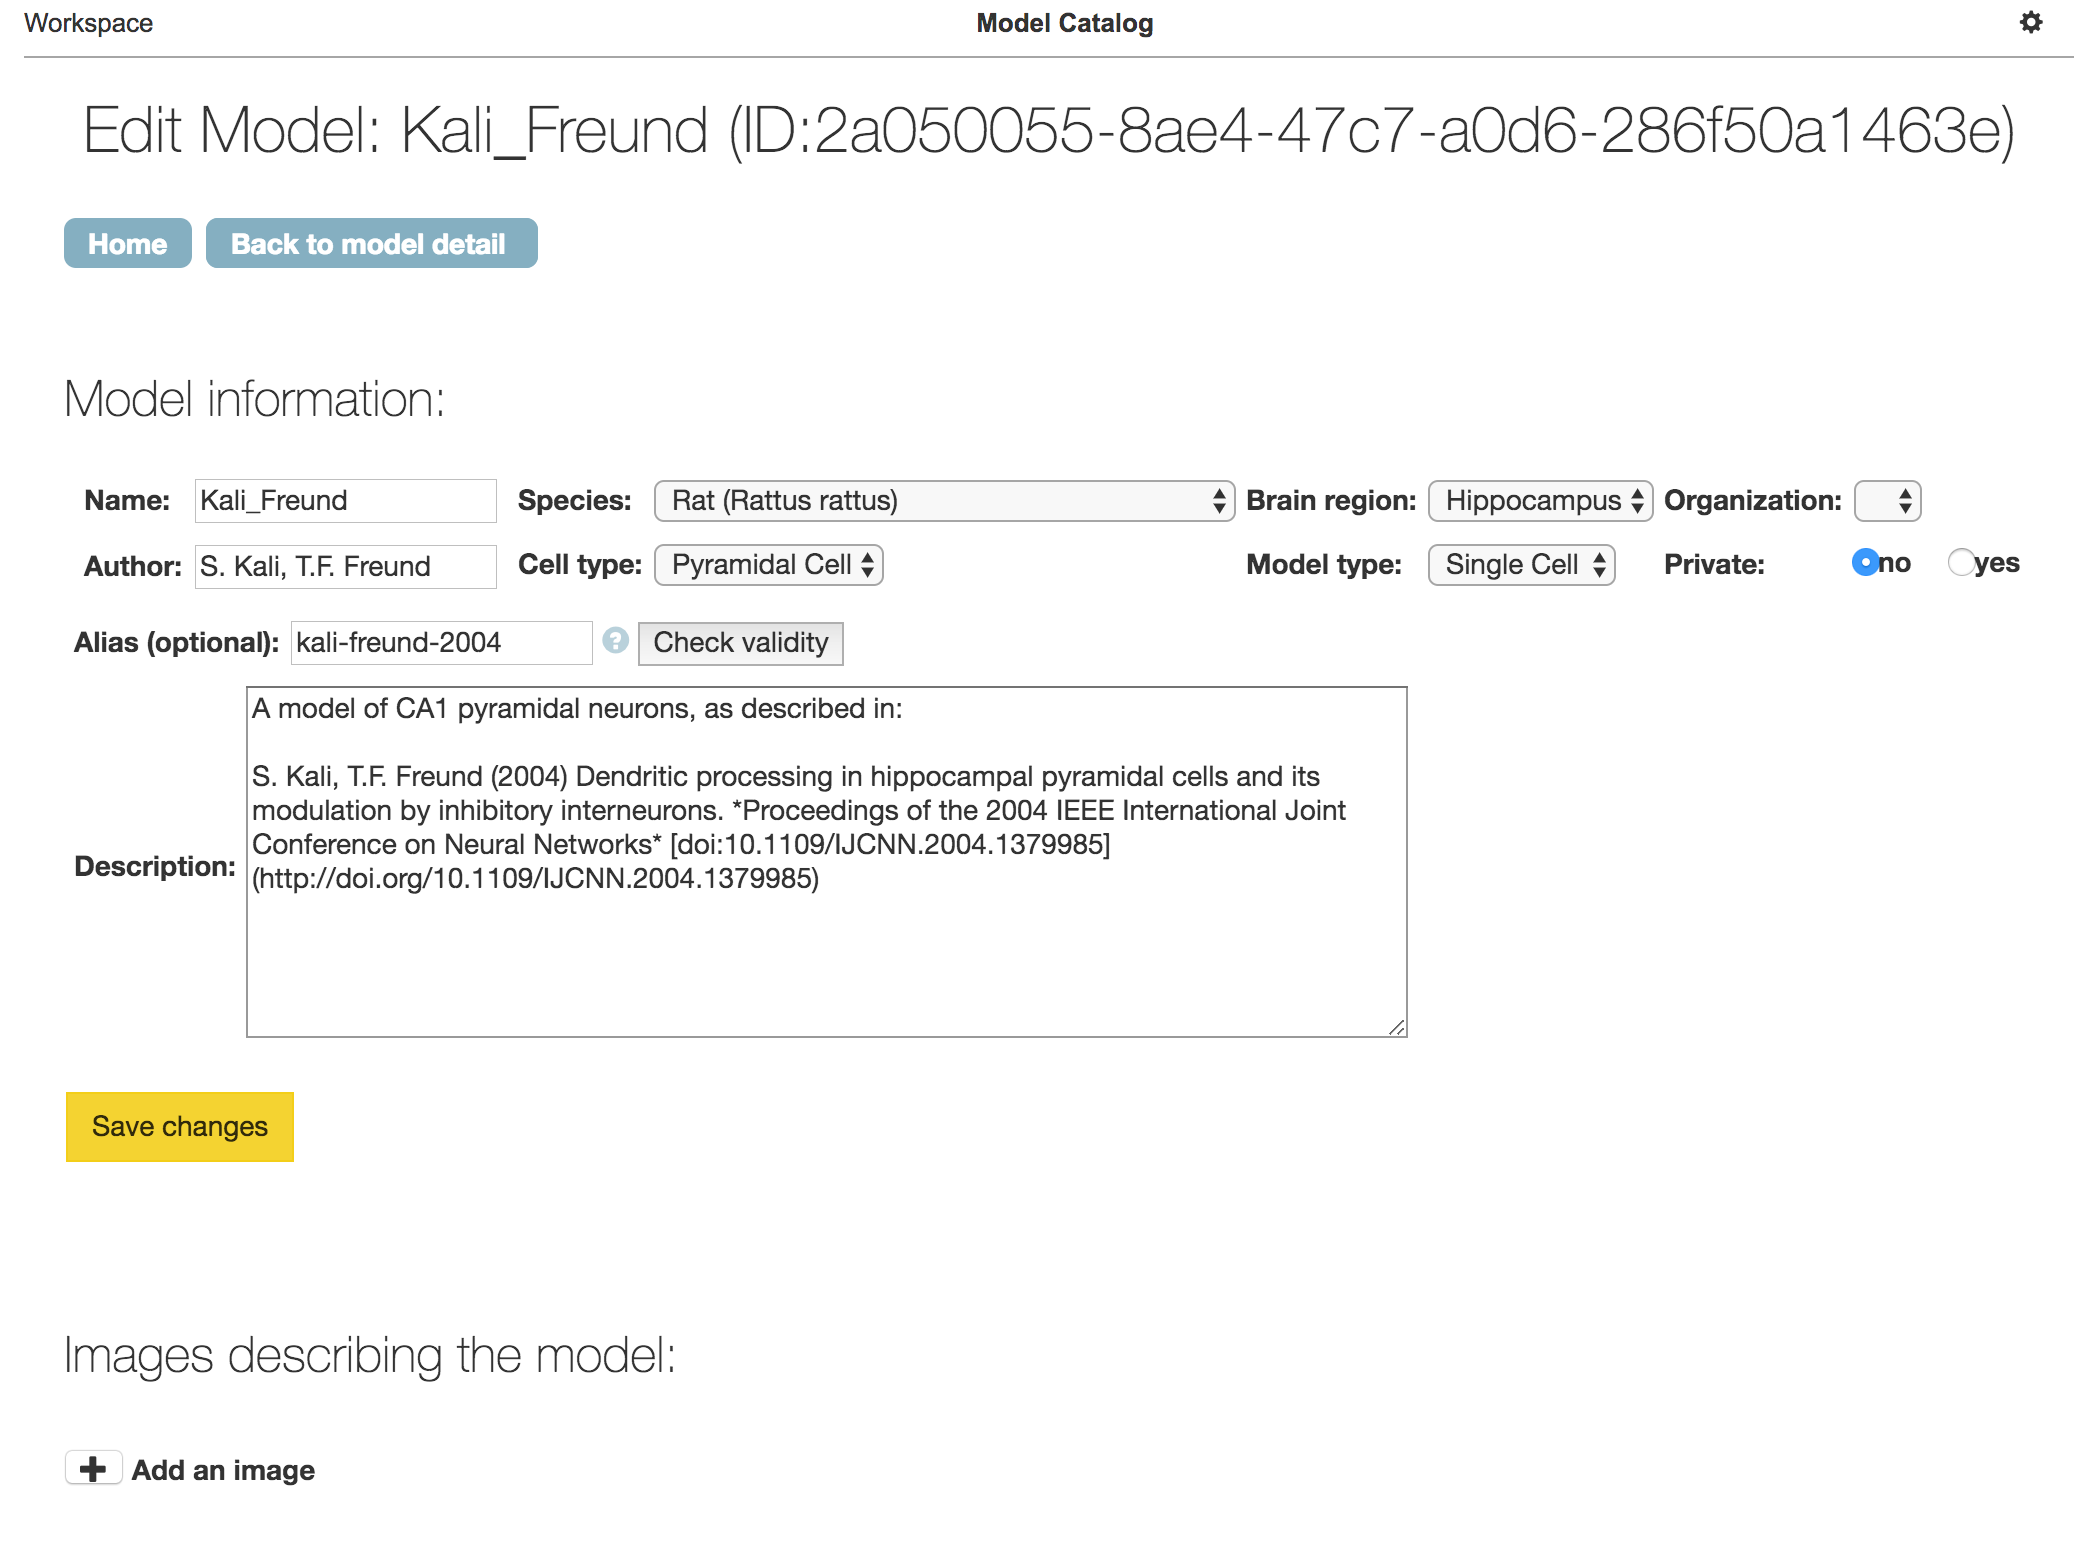 Workspace
Model Catalog
Edit Model: Kali_Freund (ID:2a050055-8ae4-47c7-a0d6-286f50a1463e)
Home
Back to model detail
Model information:
Name: Kali_Freund Species: Rat (Rattus rattus) Brain region: Hippocampus Organization:
Author: S. Kali, T.F. Freund Cell type: Pyramidal Cell Model type: Single Cell Private: no yes
Alias (optional): kali-freund-2004 ? Check validity
Description:
A model of CA1 pyramidal neurons, as described in:
S. Kali, T.F. Freund (2004) Dendritic processing in hippocampal pyramidal cells and its
modulation by inhibitory interneurons. *Proceedings of the 2004 IEEE International Joint
Conference on Neural Networks* [doi:10.1109/IJCNN.2004.1379985]
(http://doi.org/10.1109/IJCNN.2004.1379985)
Save changes
Images describing the model:
Add an image